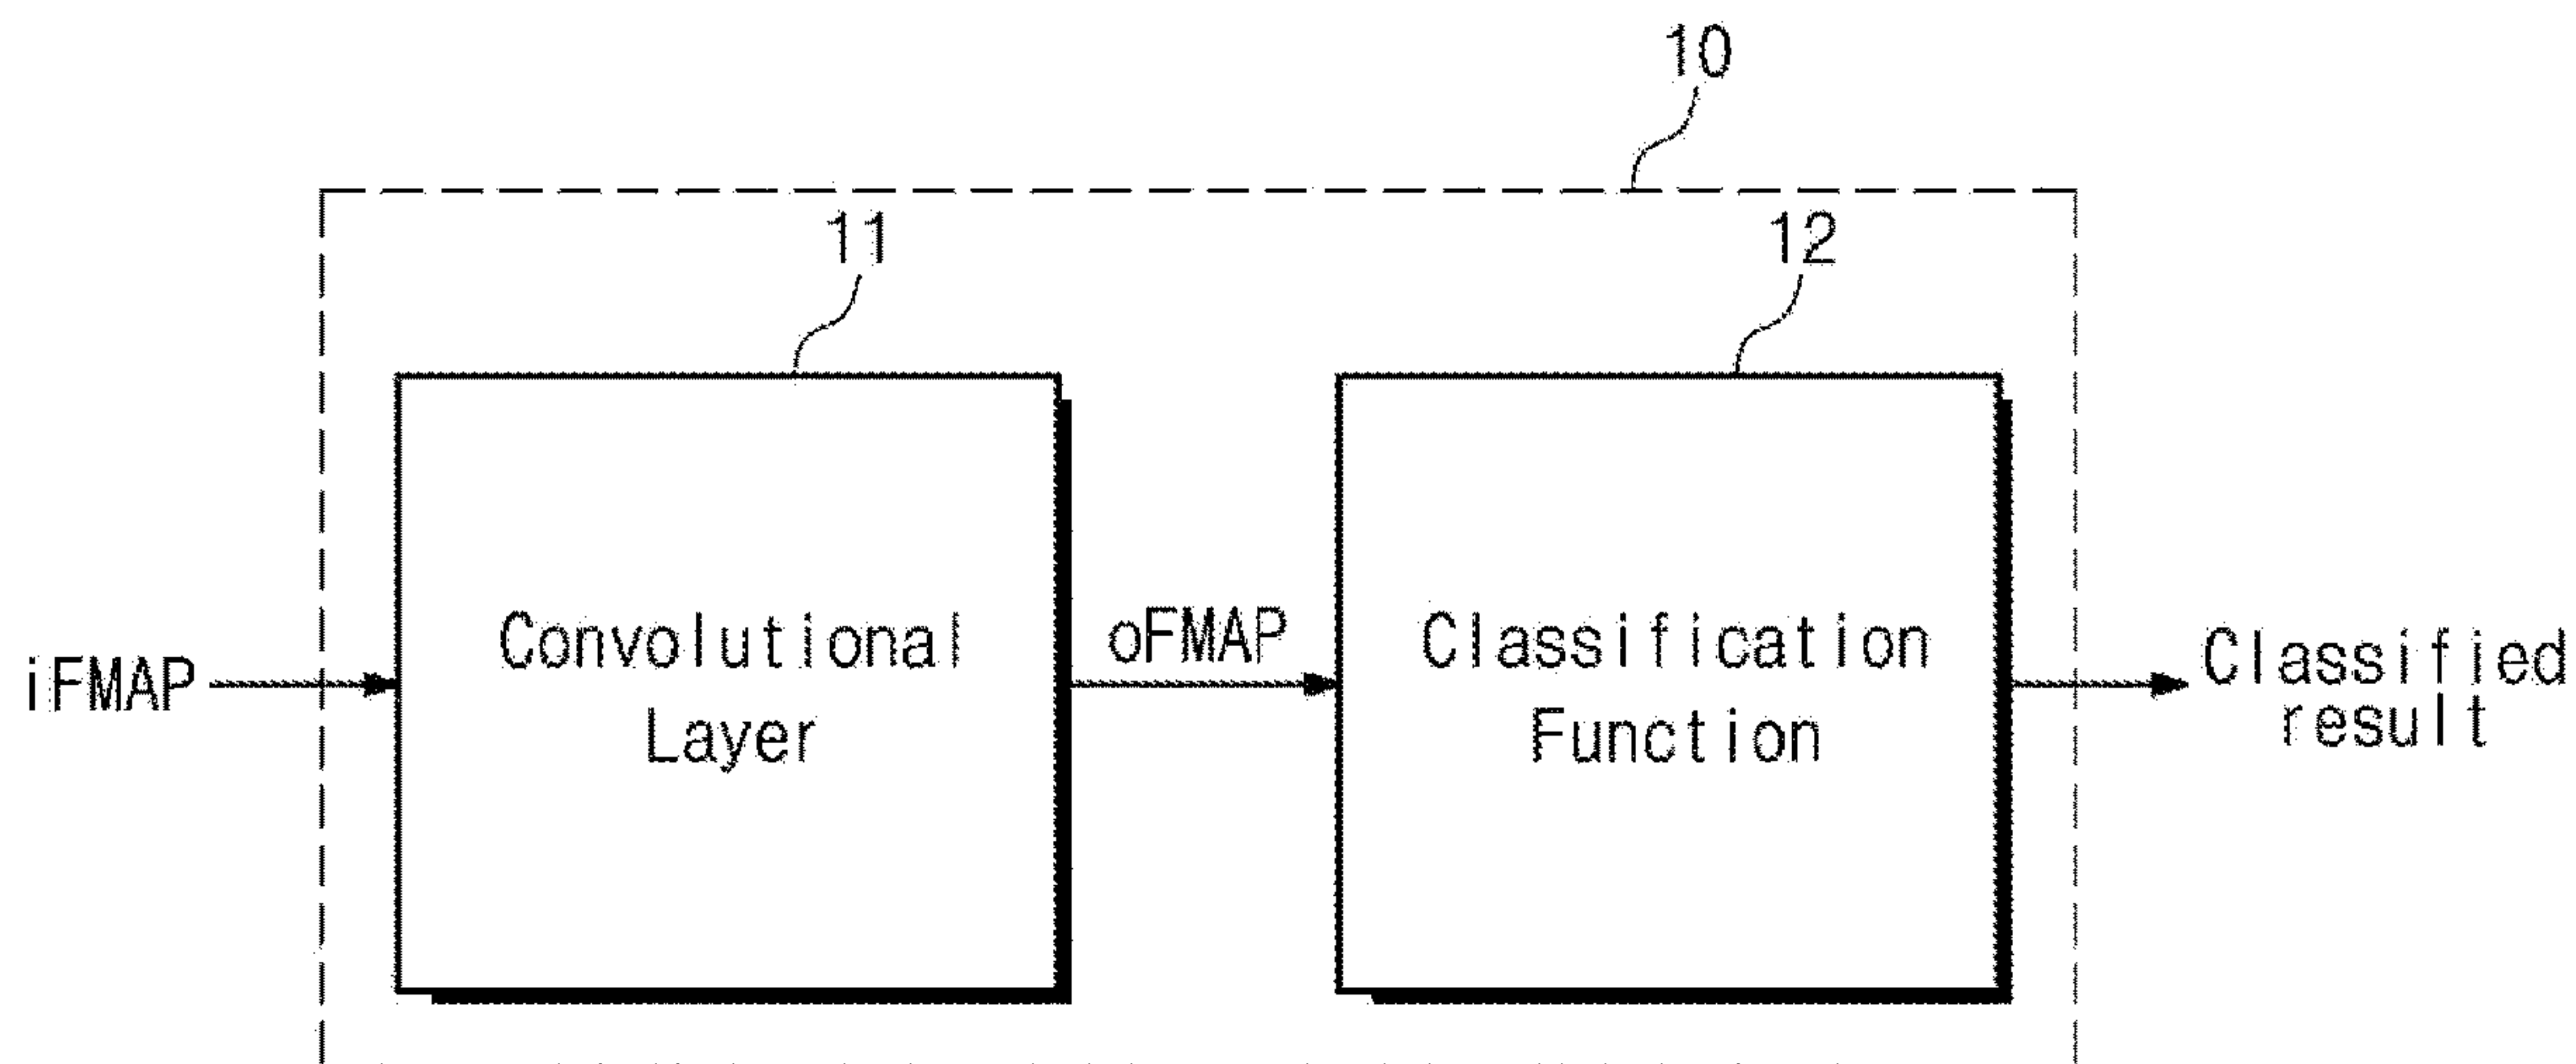 10
11
12
Convolutional
Layer
Classification
Function
iFMAP
oFMAP
Classified
result